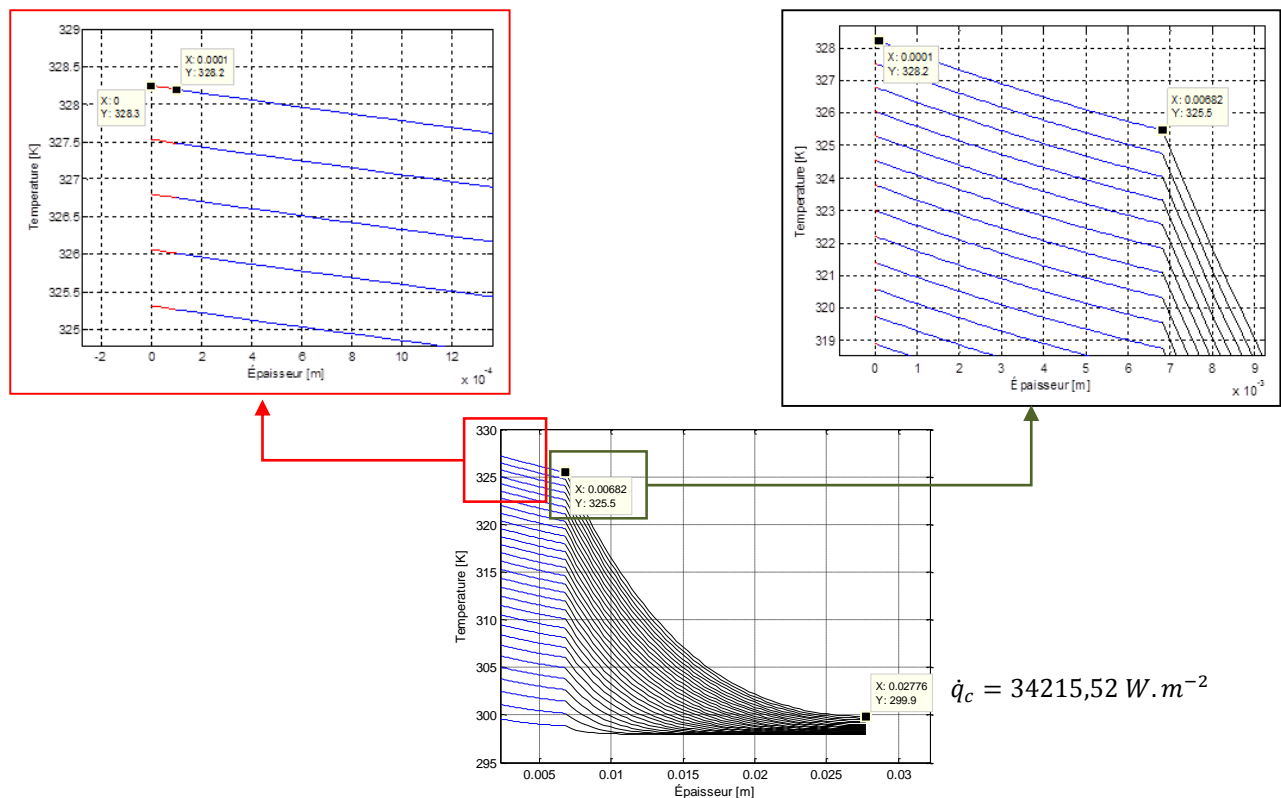 329
328.5
328
327.5
327
326.5
326
325.5
325
Temperature [K]
X: 0.0001
Y: 328.2
X: 0
Y: 328.3
-2 0 2 4 6 8 10 12
Épaisseur [m]
x 10⁻⁴
328
327
326
325
324
323
322
321
320
319
Temperature [K]
X: 0.0001
Y: 328.2
X: 0.00682
Y: 325.5
0 1 2 3 4 5 6 7 8 9
Épaisseur [m]
x 10⁻³
330
325
320
315
310
305
300
295
Temperature [K]
X: 0.00682
Y: 325.5
X: 0.02776
Y: 299.9
0.005 0.01 0.015 0.02 0.025 0.03
Épaisseur [m]
q̇c = 34215,52 W.m⁻²